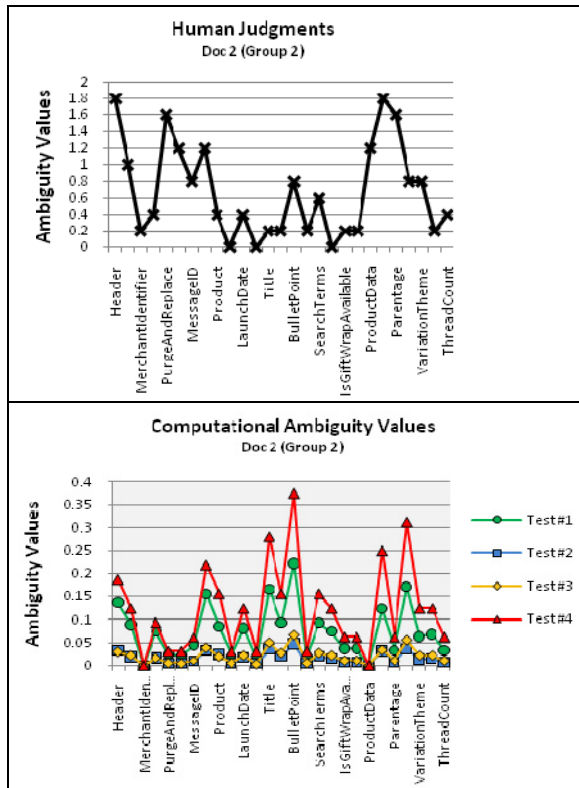 Human Judgments
Doc 2 (Group 2)
Ambiguity Values
2
1.8
1.6
1.4
1.2
1
0.8
0.6
0.4
0.2
0
Header
MerchantIdentifier
PurgeAndReplace
MessageID
Product
LaunchDate
Title
BulletPoint
SearchTerms
IsGiftWrapAvailable
ProductData
Parentage
VariationTheme
ThreadCount
Computational Ambiguity Values
Doc 2 (Group 2)
Ambiguity Values
0.4
0.35
0.3
0.25
0.2
0.15
0.1
0.05
0
Header
MerchantIden...
PurgeAndRepl...
MessageID
Product
LaunchDate
Title
BulletPoint
SearchTerms
IsGiftWrapAva...
ProductData
Parentage
VariationTheme
ThreadCount
Test#1
Test#2
Test#3
Test#4